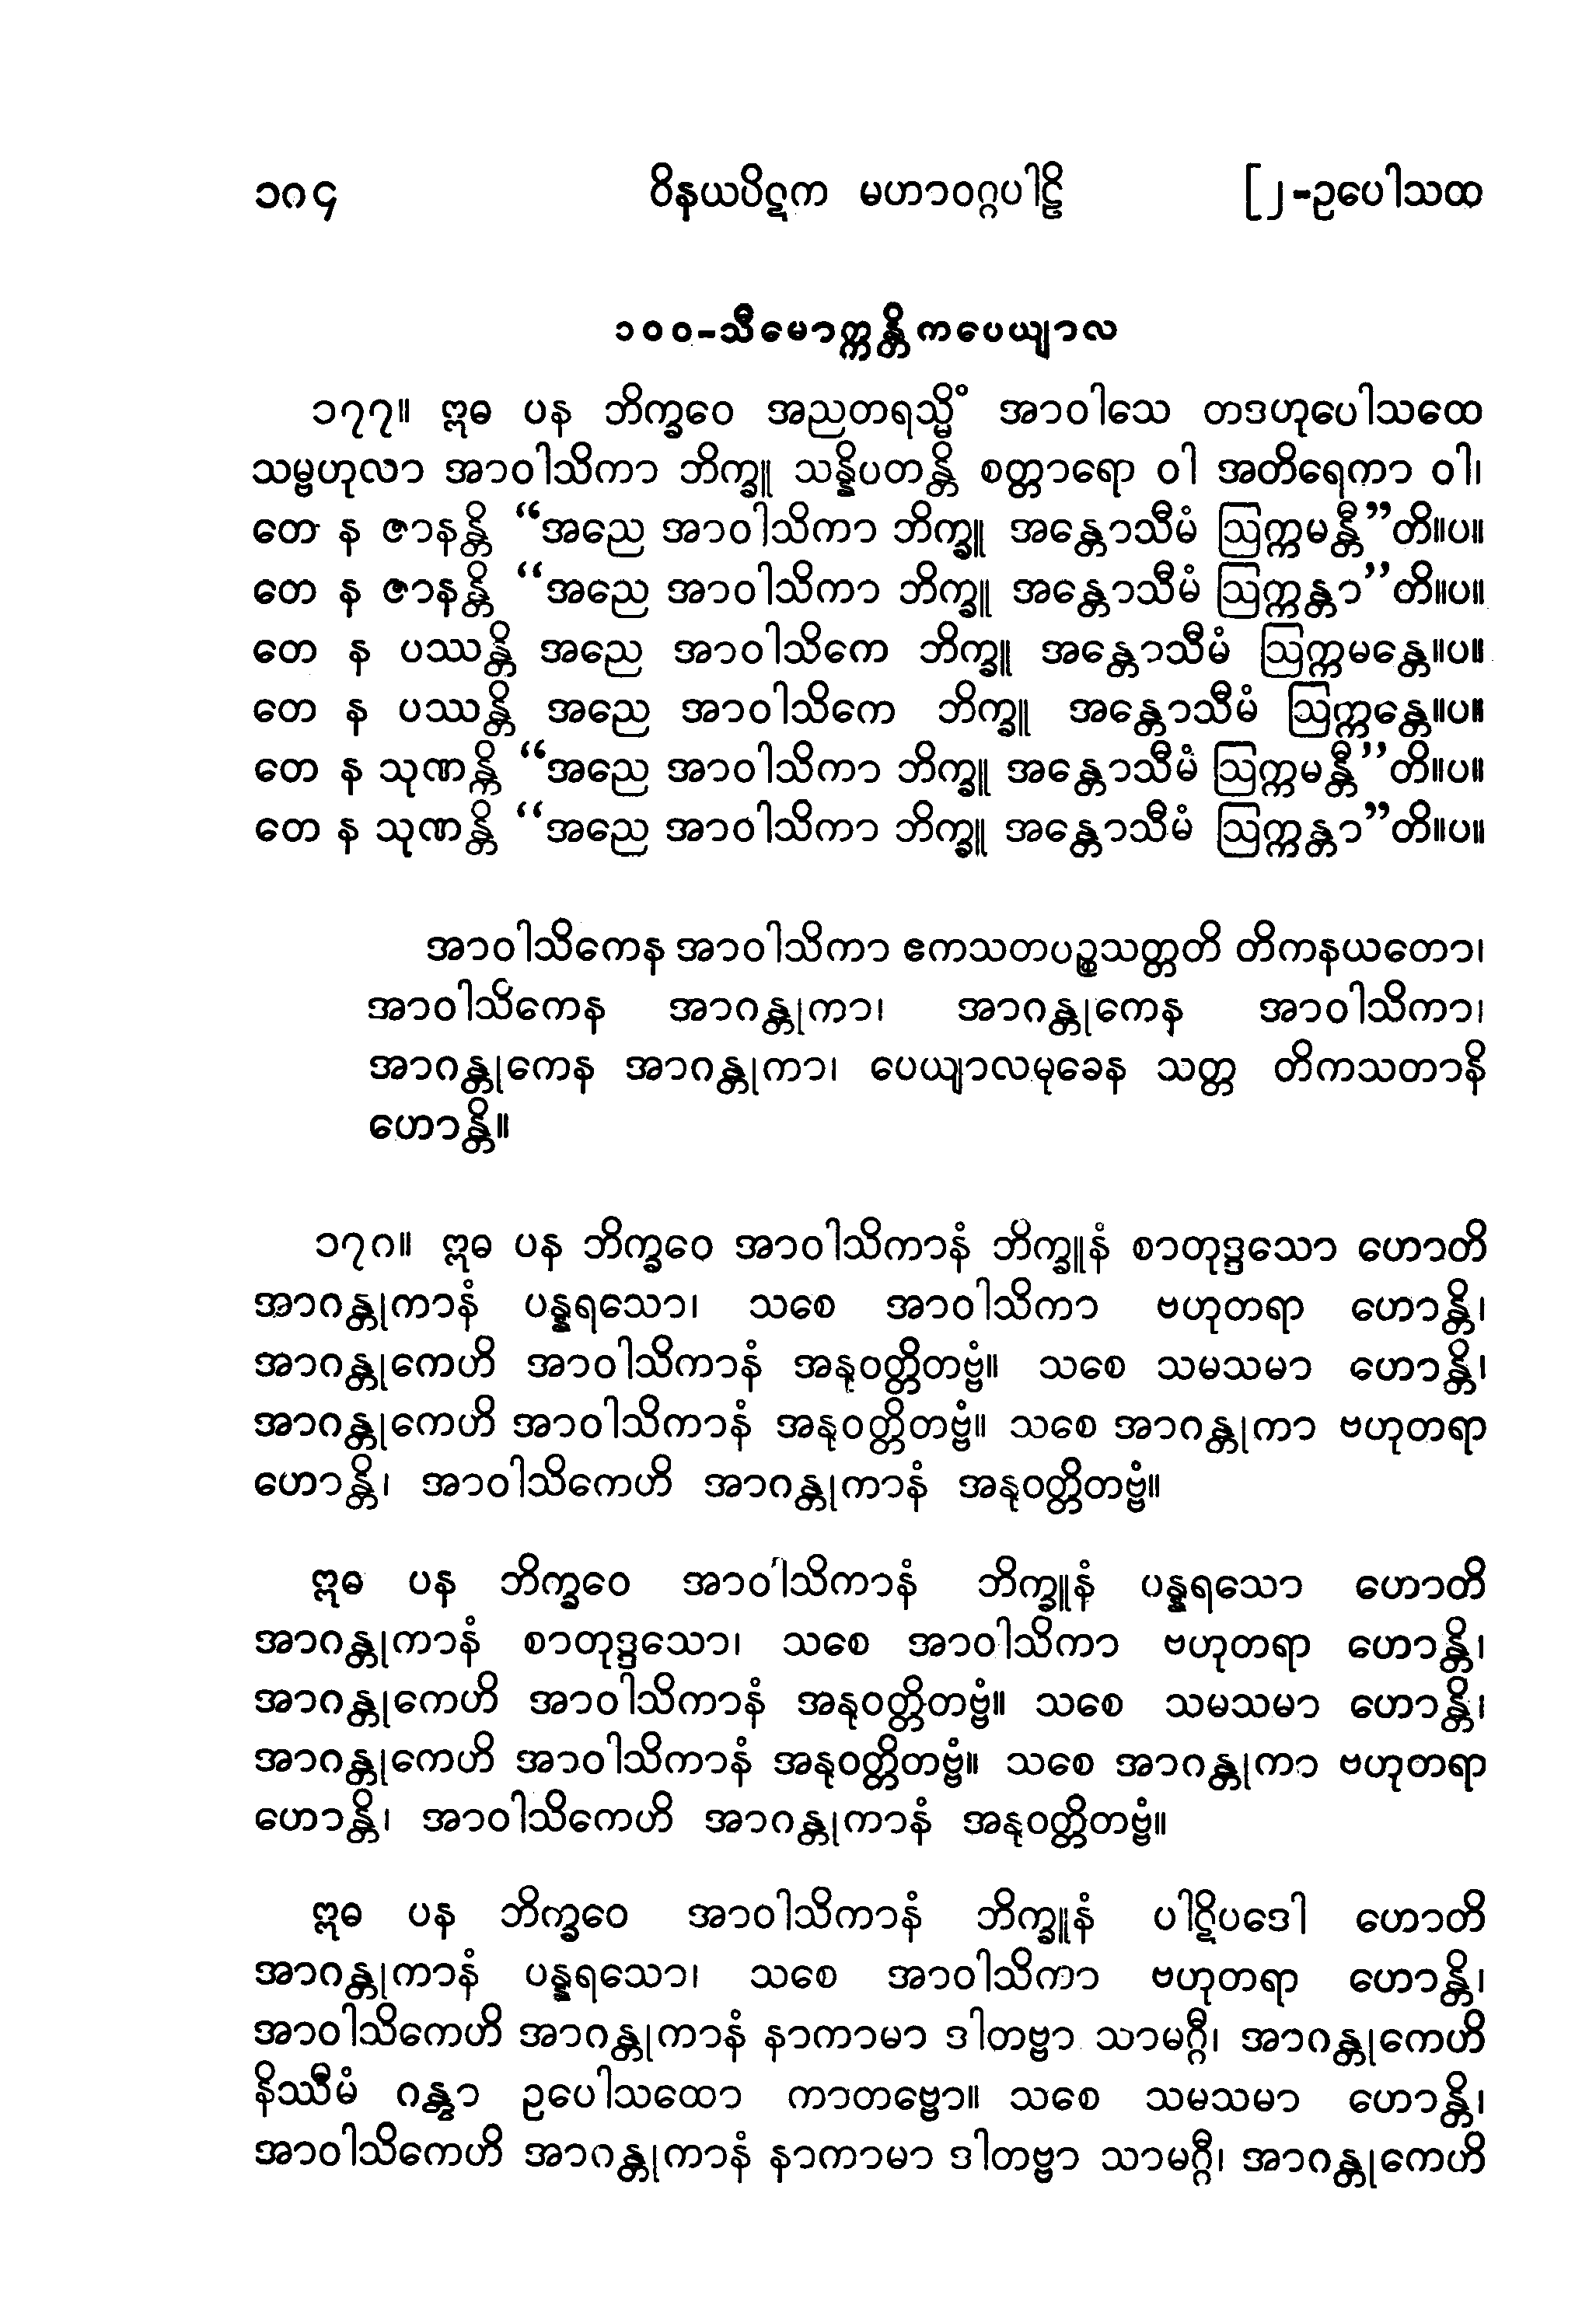 ၁၈၄ ဝိနယပိဋက မဟာဝဂ္ဂပါဠိ [၂-ဥပေါသထ
၁၀၀-သီမောက္ကန္တိကပေယျာလ
၁၇၇။ ဣဓ ပန ဘိက္ခဝေ အညတရသ္မိံ အာဝါသေ တဒဟုပေါသထေ
သမ္ဗဟုလာ အာဝါသိကာ ဘိက္ခူ သန္နိပတန္တိ စတ္တာရော ဝါ အတိရေကာ ဝါ၊
တေ န ဇာနန္တိ “အညေ အာဝါသိကာ ဘိက္ခူ အန္တောသီမံ ဩက္ကမန္တီ”တိ။ပ။
တေ န ဇာနန္တိ “အညေ အာဝါသိကာ ဘိက္ခူ အန္တောသီမံ ဩက္ကန္တာ”တိ။ပ။
တေ န ပဿန္တိ အညေ အာဝါသိကေ ဘိက္ခူ အန္တောသီမံ ဩက္ကမန္တေ။ပ။
တေ န ပဿန္တိ အညေ အာဝါသိကေ ဘိက္ခူ အန္တောသီမံ ဩက္ကန္တေ။ပ။
တေ န သုဏန္တိ “အညေ အာဝါသိကာ ဘိက္ခူ အန္တောသီမံ ဩက္ကမန္တီ”တိ။ပ။
တေ န သုဏန္တိ “အညေ အာဝါသိကာ ဘိက္ခူ အန္တောသီမံ ဩက္ကန္တာ”တိ။ပ။
အာဝါသိကေန အာဝါသိကာ ဧကသတပဉ္စသတ္တတိ တိကနယတော၊
အာဝါသိကေန အာဂန္တုကာ၊ အာဂန္တုကေန အာဝါသိကာ၊
အာဂန္တုကေန အာဂန္တုကာ၊ ပေယျာလမုခေန သတ္တ တိကသတာနိ
ဟောန္တိ။
၁၇၈။ ဣဓ ပန ဘိက္ခဝေ အာဝါသိကာနံ ဘိက္ခူနံ စာတုဒ္ဒသော ဟောတိ
အာဂန္တုကာနံ ပန္နရသော၊ သစေ အာဝါသိကာ ဗဟုတရာ ဟောန္တိ၊
အာဂန္တုကေဟိ အာဝါသိကာနံ အနုဝတ္တိတဗ္ဗံ။ သစေ သမသမာ ဟောန္တိ၊
အာဂန္တုကေဟိ အာဝါသိကာနံ အနုဝတ္တိတဗ္ဗံ။ သစေ အာဂန္တုကာ ဗဟုတရာ
ဟောန္တိ၊ အာဝါသိကေဟိ အာဂန္တုကာနံ အနုဝတ္တိတဗ္ဗံ။
ဣဓ ပန ဘိက္ခဝေ အာဝါသိကာနံ ဘိက္ခူနံ ပန္နရသော ဟောတိ
အာဂန္တုကာနံ စာတုဒ္ဒသော၊ သစေ အာဝါသိကာ ဗဟုတရာ ဟောန္တိ၊
အာဂန္တုကေဟိ အာဝါသိကာနံ အနုဝတ္တိတဗ္ဗံ။ သစေ သမသမာ ဟောန္တိ၊
အာဂန္တုကေဟိ အာဝါသိကာနံ အနုဝတ္တိတဗ္ဗံ။ သစေ အာဂန္တုကာ ဗဟုတရာ
ဟောန္တိ၊ အာဝါသိကေဟိ အာဂန္တုကာနံ အနုဝတ္တိတဗ္ဗံ။
ဣဓ ပန ဘိက္ခဝေ အာဝါသိကာနံ ဘိက္ခူနံ ပါဋိပဒေါ ဟောတိ
အာဂန္တုကာနံ ပန္နရသော၊ သစေ အာဝါသိကာ ဗဟုတရာ ဟောန္တိ၊
အာဝါသိကေဟိ အာဂန္တုကာနံ နာကာမာ ဒါတဗ္ဗာ သာမဂ္ဂီ၊ အာဂန္တုကေဟိ
နိဿီမံ ဂန္တွာ ဥပေါသထော ကာတဗ္ဗော။ သစေ သမသမာ ဟောန္တိ၊
အာဝါသိကေဟိ အာဂန္တုကာနံ နာကာမာ ဒါတဗ္ဗာ သာမဂ္ဂီ၊ အာဂန္တုကေဟိ